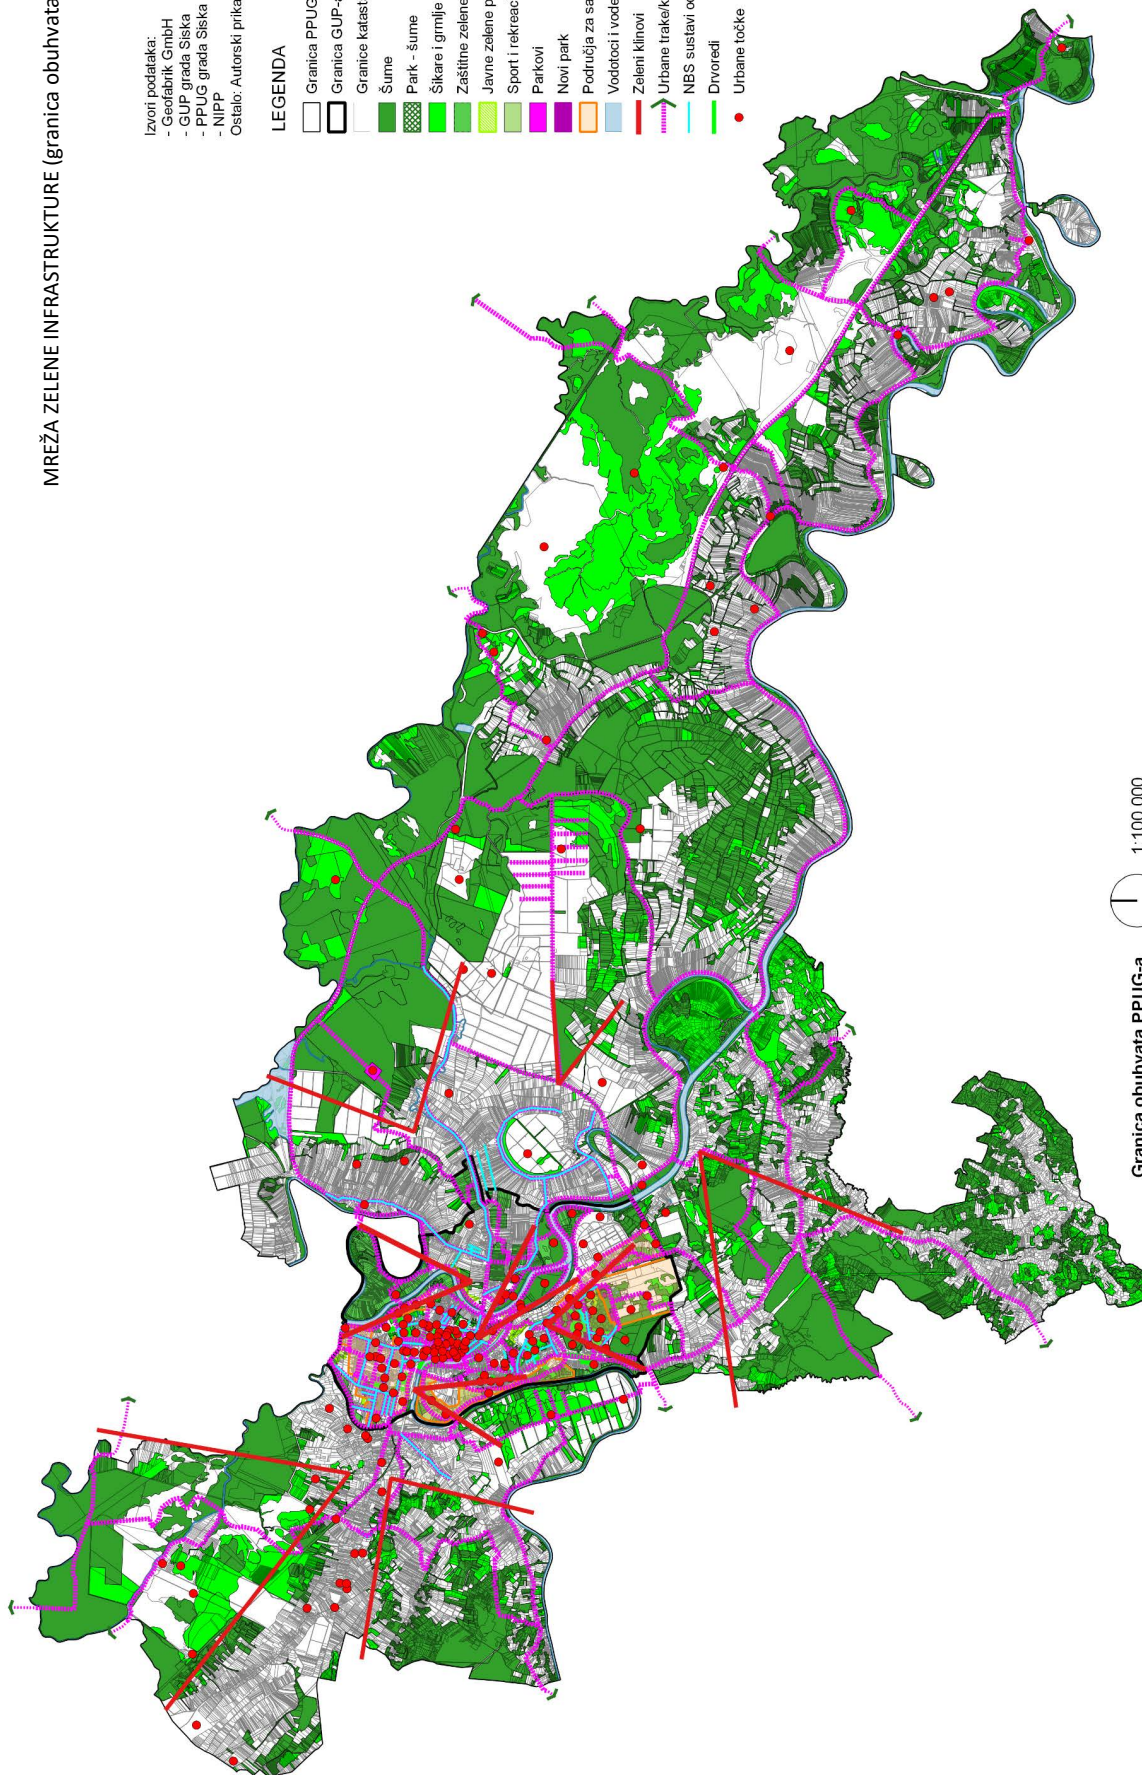 MREŽA ZELENE INFRASTRUKTURE (granica obuhvata
Izvori podataka:
- Geofabrik GmbH
- GUP grada Siska
- PPUG grada Siska
- NIPP
Ostalo: Autorski prika
LEGENDA
Granica PPUG
Granica GUP-a
Granice katast
Šume
Park - šume
Šikare i grmlje
Zaštitne zelene
Javne zelene p
Sport i rekreac
Parkovi
Novi park
Područja za sa
Vodotoci i vode
Zeleni klinovi
Urbane trake/k
NBS sustavi od
Drvoredi
Urbane točke
Granica obuhvata PPUG-a
1:100 000